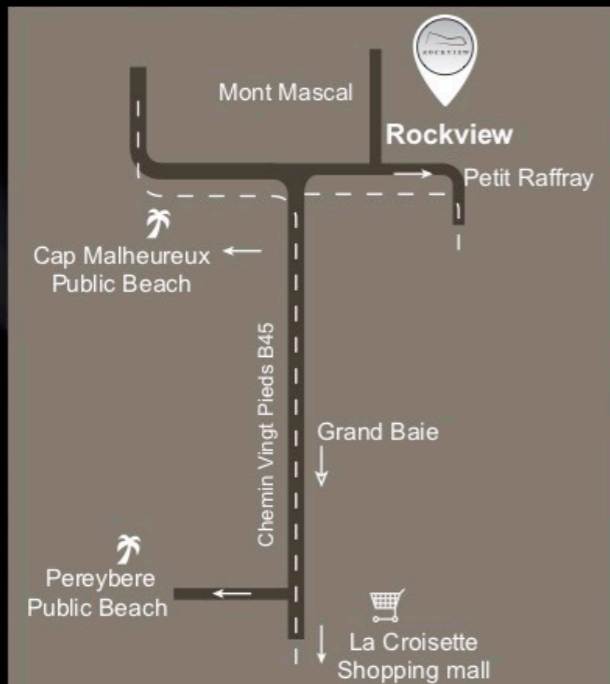 ROCKVIEW
Mont Mascal
Rockview
Petit Raffray
Cap Malheureux
Public Beach
Chemin Vingt Pieds B45
Grand Baie
Pereybere
Public Beach
La Croisette
Shopping mall